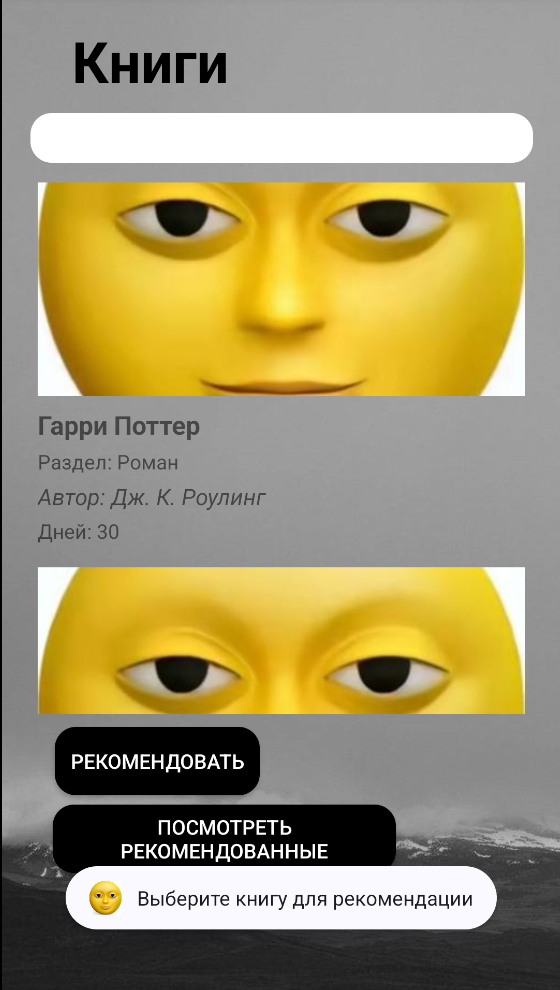 Книги
Гарри Поттер
Раздел: Роман
Автор: Дж. К. Роулинг
Дней: 30
РЕКОМЕНДОВАТЬ
ПОСМОТРЕТЬ
РЕКОМЕНДОВАННЫЕ
Выберите книгу для рекомендации